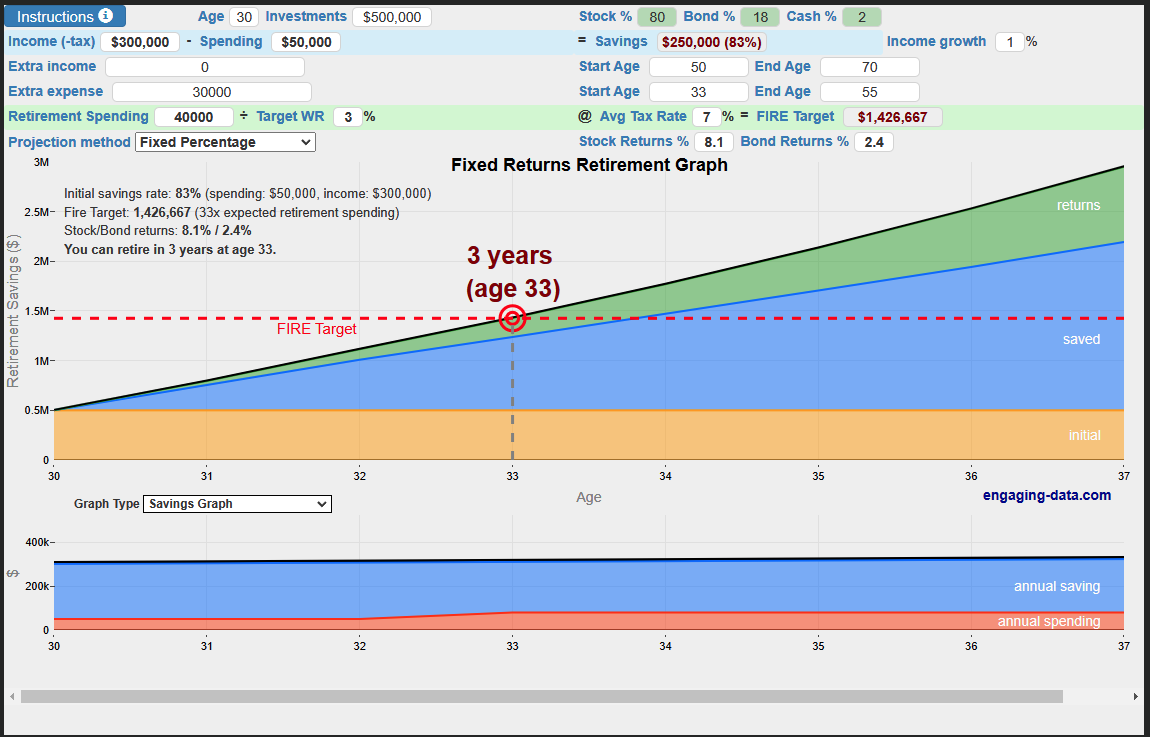 Instructions i Age 30 Investments $500,000 Stock % 80 Bond % 18 Cash % 2
Income (-tax) $300,000 - Spending $50,000 = Savings $250,000 (83%) Income growth 1 %
Extra income 0 Start Age 50 End Age 70
Extra expense 30000 Start Age 33 End Age 55
Retirement Spending 40000 ÷ Target WR 3 % @ Avg Tax Rate 7 % = FIRE Target $1,426,667
Projection method Fixed Percentage Stock Returns % 8.1 Bond Returns % 2.4
Fixed Returns Retirement Graph
3M
Initial savings rate: 83% (spending: $50,000, income: $300,000)
returns
2.5M
Fire Target: 1,426,667 (33x expected retirement spending)
Stock/Bond returns: 8.1% / 2.4%
You can retire in 3 years at age 33.
2M
3 years
(age 33)
Retirement Savings ($)
1.5M
FIRE Target
saved
1M
0.5M
initial
0
30 31 32 33 34 35 36 37
Age
engaging-data.com
Graph Type Savings Graph
400k
$
200k
annual saving
annual spending
0
30 31 32 33 34 35 36 37